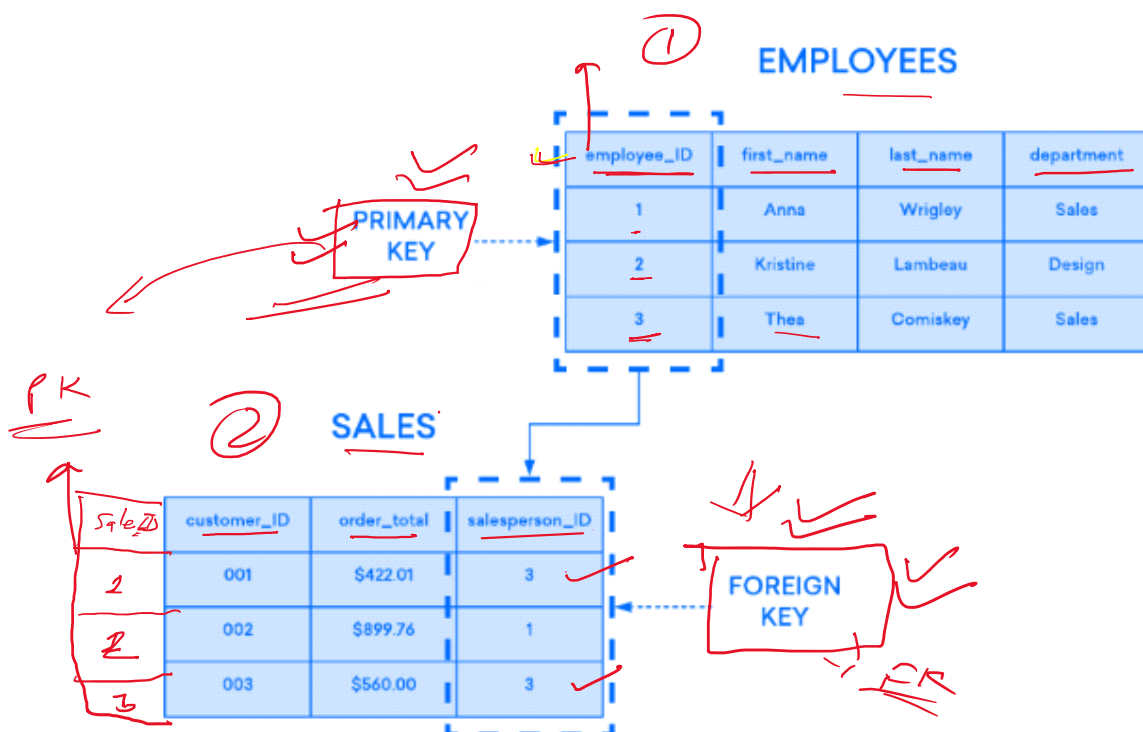 ①
EMPLOYEES
employee_ID first_name last_name department
PRIMARY
KEY
1 Anna Wrigley Sales
2 Kristine Lambeau Design
3 Thea Comiskey Sales
PK
② SALES
SaleID customer_ID order_total salesperson_ID
1 001 $422.01 3
2 002 $899.76 1
3 003 $560.00 3
FOREIGN
KEY
FK